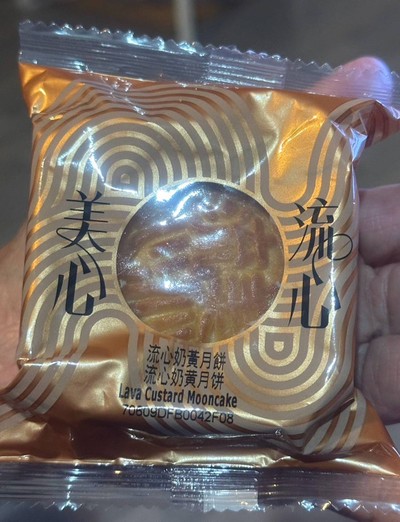 美心
流心
流心奶黃月餅
流心奶黄月饼
Lava Custard Mooncake
70609DFB0042F08